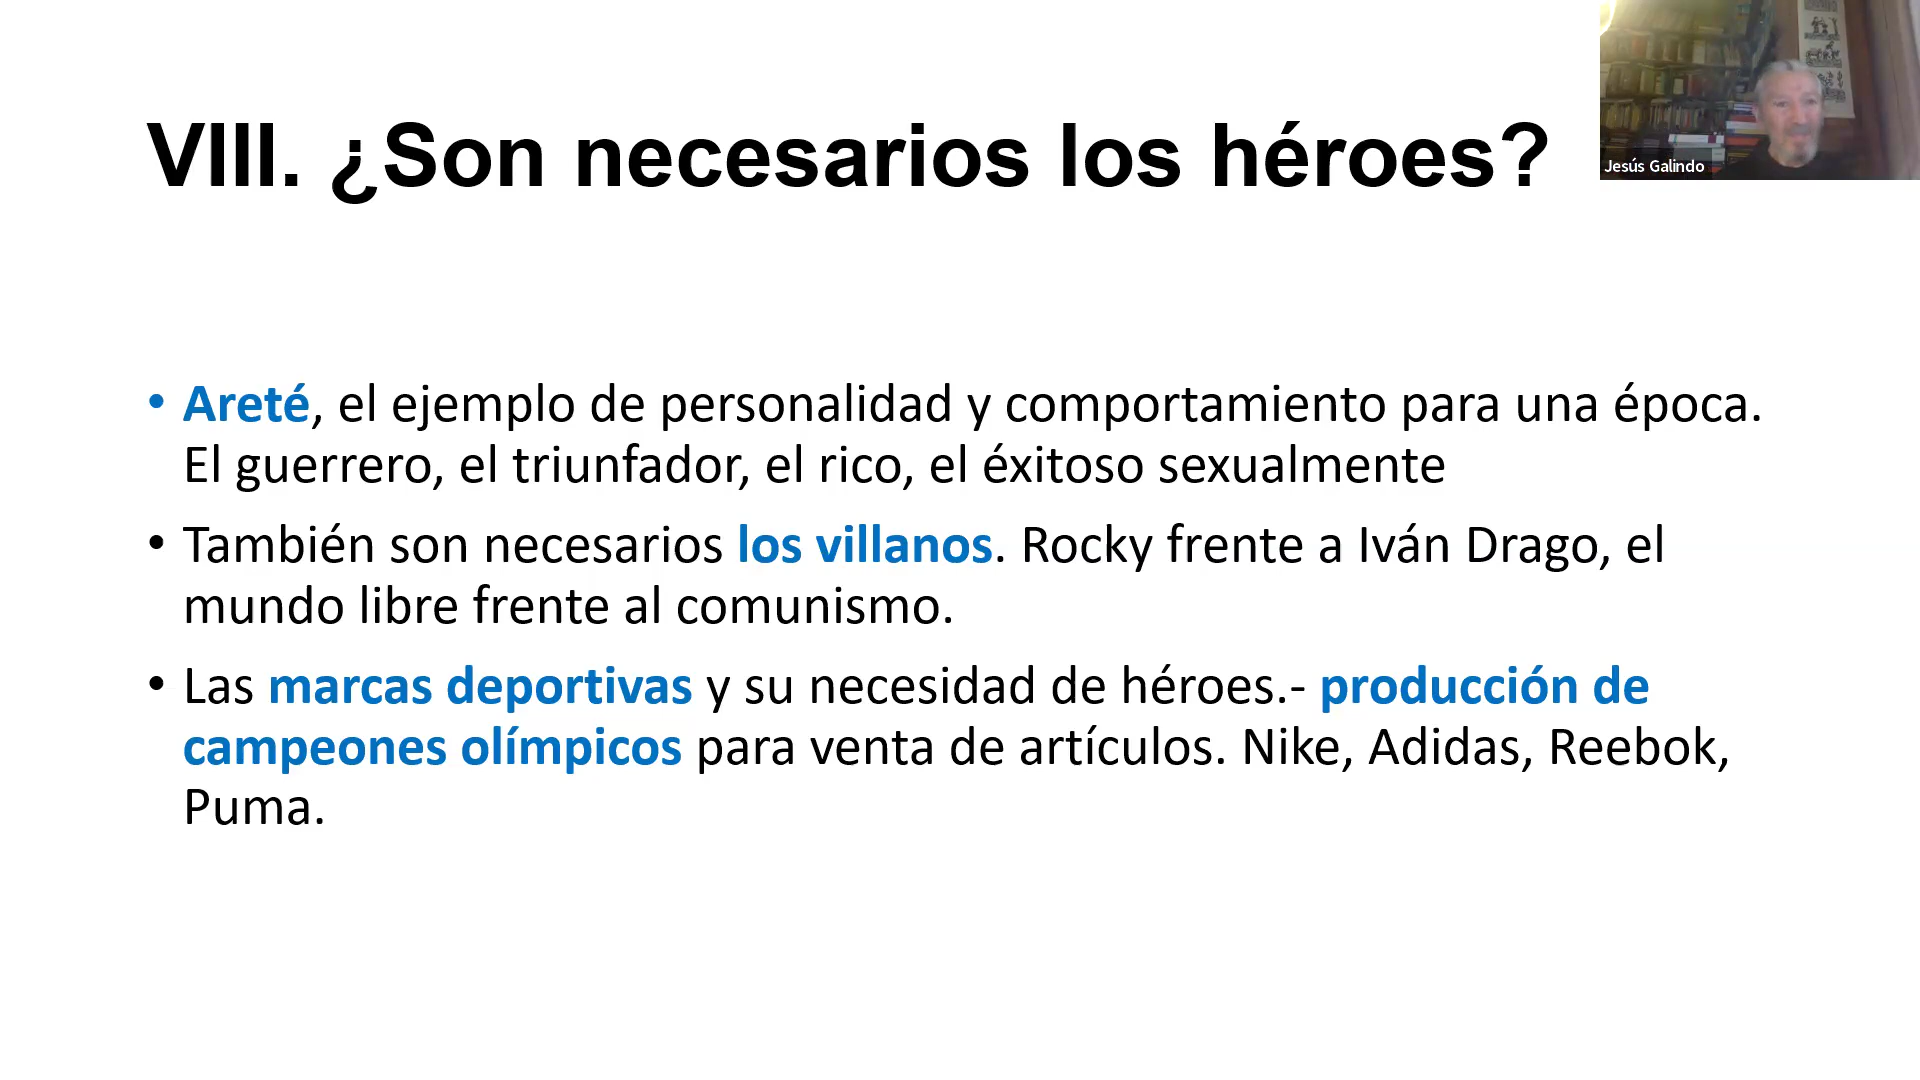 VIII. ¿Son necesarios los héroes?
Jesús Galindo
• Areté, el ejemplo de personalidad y comportamiento para una época.
El guerrero, el triunfador, el rico, el éxitoso sexualmente
• También son necesarios los villanos. Rocky frente a Iván Drago, el
mundo libre frente al comunismo.
• Las marcas deportivas y su necesidad de héroes.- producción de
campeones olímpicos para venta de artículos. Nike, Adidas, Reebok,
Puma.